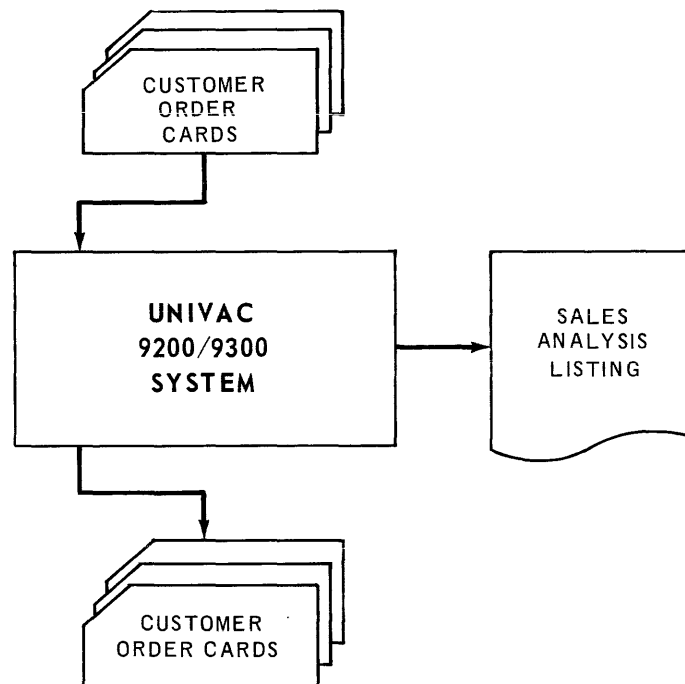 CUSTOMER
ORDER
CARDS
UNIVAC
9200/9300
SYSTEM
SALES
ANALYSIS
LISTING
CUSTOMER
ORDER CARDS